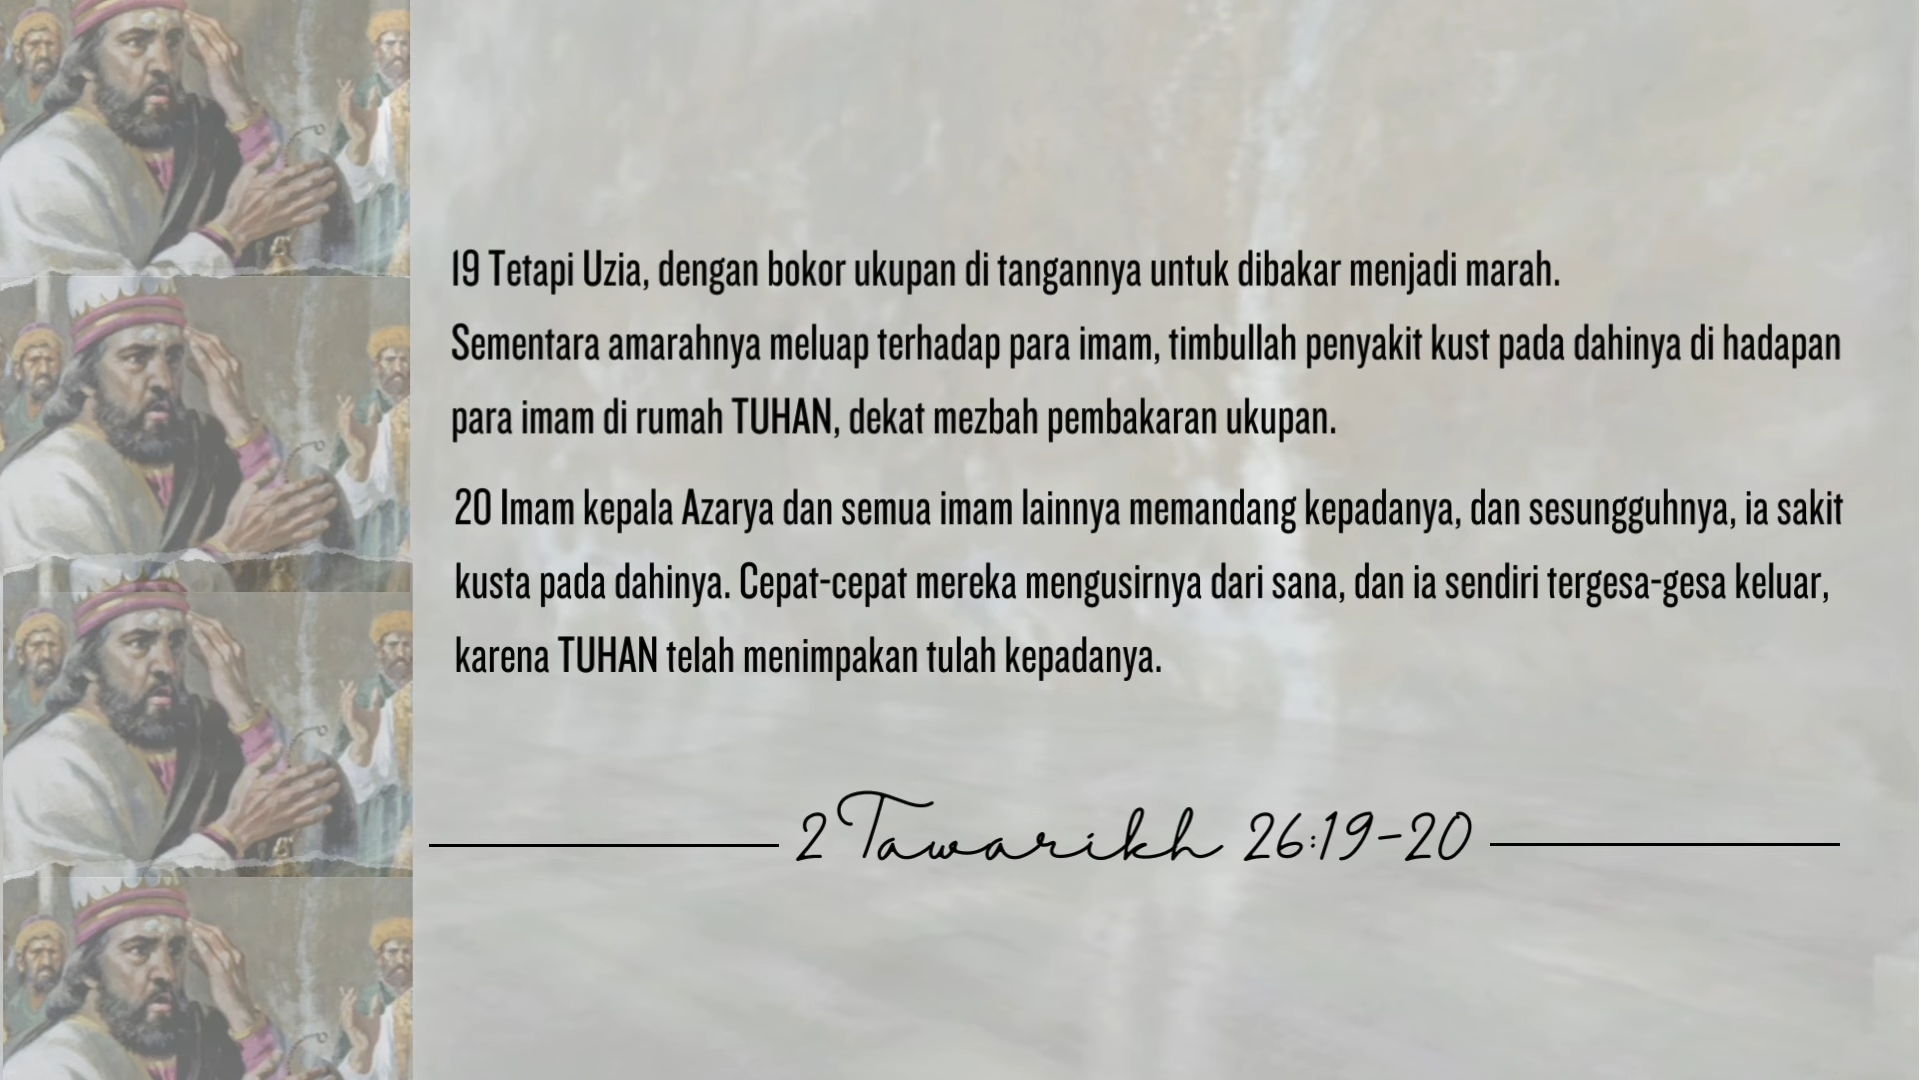 19 Tetapi Uzia, dengan bokor ukupan di tangannya untuk dibakar menjadi marah.
Sementara amarahnya meluap terhadap para imam, timbullah penyakit kust pada dahinya di hadapan
para imam di rumah TUHAN, dekat mezbah pembakaran ukupan.
20 Imam kepala Azarya dan semua imam lainnya memandang kepadanya, dan sesungguhnya, ia sakit
kusta pada dahinya. Cepat-cepat mereka mengusirnya dari sana, dan ia sendiri tergesa-gesa keluar,
karena TUHAN telah menimpakan tulah kepadanya.
2 Tawarikh 26:19-20